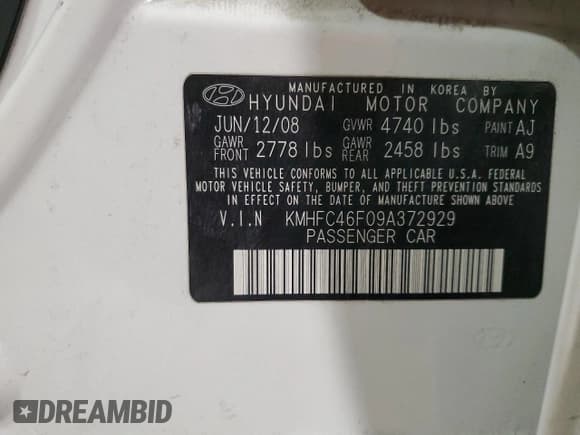 MANUFACTURED IN KOREA BY
HYUNDAI MOTOR COMPANY
JUN/12/08 GVWR 4740 lbs PAINT AJ
GAWR FRONT 2778 lbs GAWR REAR 2458 lbs TRIM A9
THIS VEHICLE CONFORMS TO ALL APPLICABLE U.S.A. FEDERAL
MOTOR VEHICLE SAFETY, BUMPER, AND THEFT PREVENTION STANDARDS
IN EFFECT ON THE DATE OF MANUFACTURE SHOWN ABOVE
V.I.N KMHFC46F09A372929
PASSENGER CAR
DREAMBID